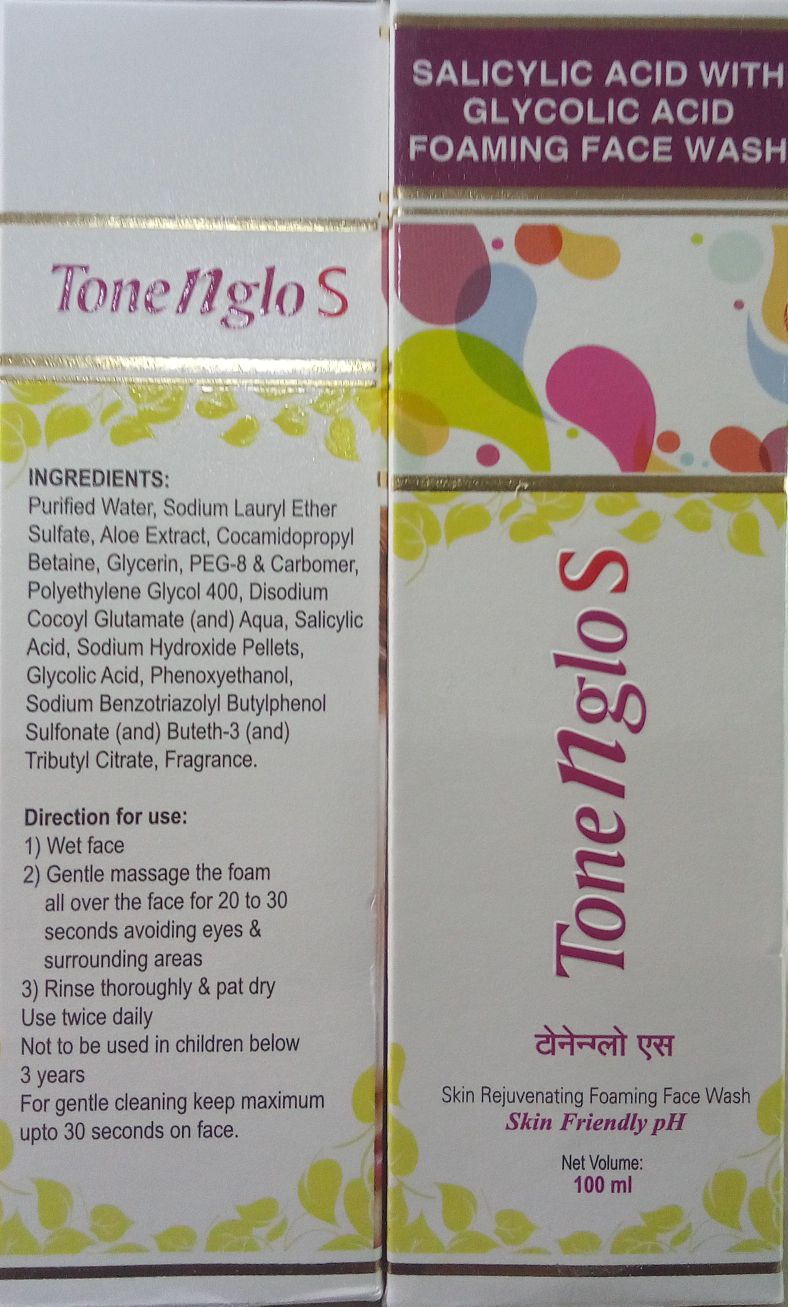 Tone n glo S
INGREDIENTS:
Purified Water, Sodium Lauryl Ether
Sulfate, Aloe Extract, Cocamidopropyl
Betaine, Glycerin, PEG-8 & Carbomer,
Polyethylene Glycol 400, Disodium
Cocoyl Glutamate (and) Aqua, Salicylic
Acid, Sodium Hydroxide Pellets,
Glycolic Acid, Phenoxyethanol,
Sodium Benzotriazolyl Butylphenol
Sulfonate (and) Buteth-3 (and)
Tributyl Citrate, Fragrance.
Direction for use:
1) Wet face
2) Gentle massage the foam
all over the face for 20 to 30
seconds avoiding eyes &
surrounding areas
3) Rinse thoroughly & pat dry
Use twice daily
Not to be used in children below
3 years
For gentle cleaning keep maximum
upto 30 seconds on face.
SALICYLIC ACID WITH
GLYCOLIC ACID
FOAMING FACE WASH
Tone n glo S
टोनेन्ग्लो एस
Skin Rejuvenating Foaming Face Wash
Skin Friendly pH
Net Volume:
100 ml